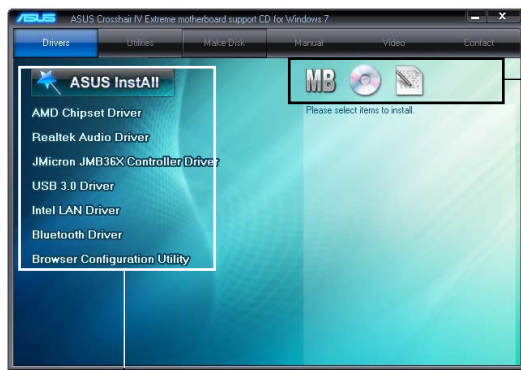 ASUS ASUS Crosshair IV Extreme motherboard support CD for Windows 7
Drivers Utilities Make Disk Manual Video Contact
ASUS InstAll
MB
Please select items to install.
AMD Chipset Driver
Realtek Audio Driver
JMicron JMB36X Controller Driver
USB 3.0 Driver
Intel LAN Driver
Bluetooth Driver
Browser Configuration Utility